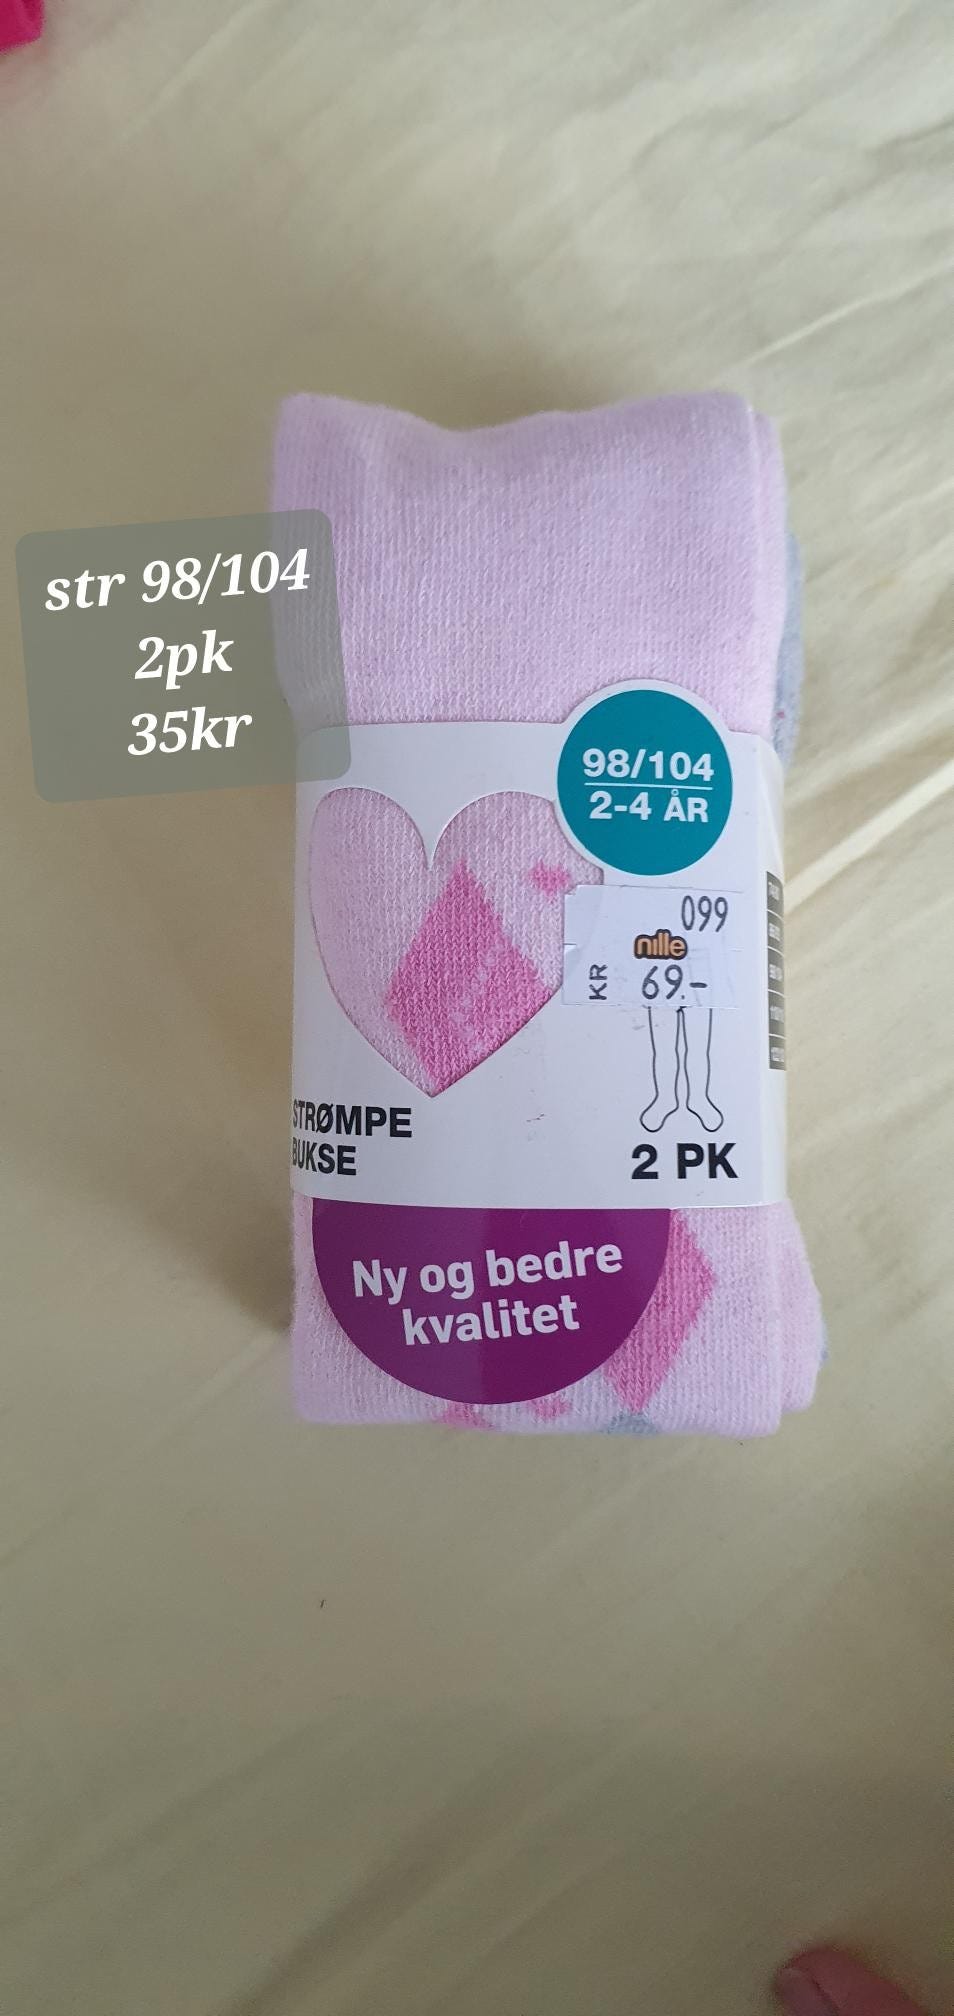 str 98/104
2pk
35kr
98/104
2-4 ÅR
099
nille
KR 69.-
STRØMPE
BUKSE
2 PK
Ny og bedre
kvalitet